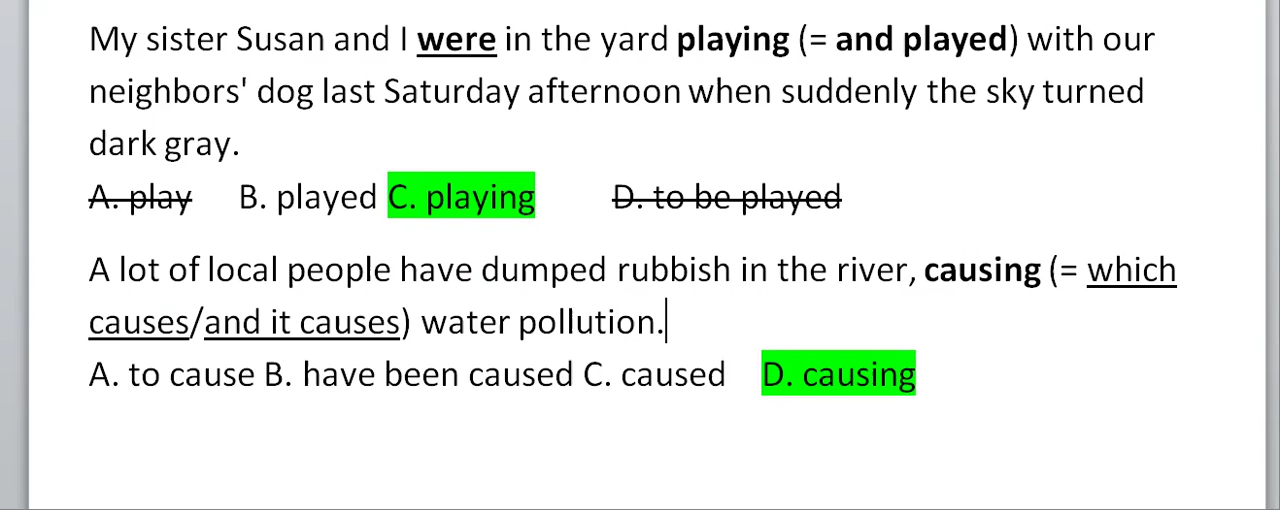 My sister Susan and I were in the yard playing (= and played) with our
neighbors' dog last Saturday afternoon when suddenly the sky turned
dark gray.
A. play B. played C. playing D. to be played
A lot of local people have dumped rubbish in the river, causing (= which
causes/and it causes) water pollution.
A. to cause B. have been caused C. caused D. causing